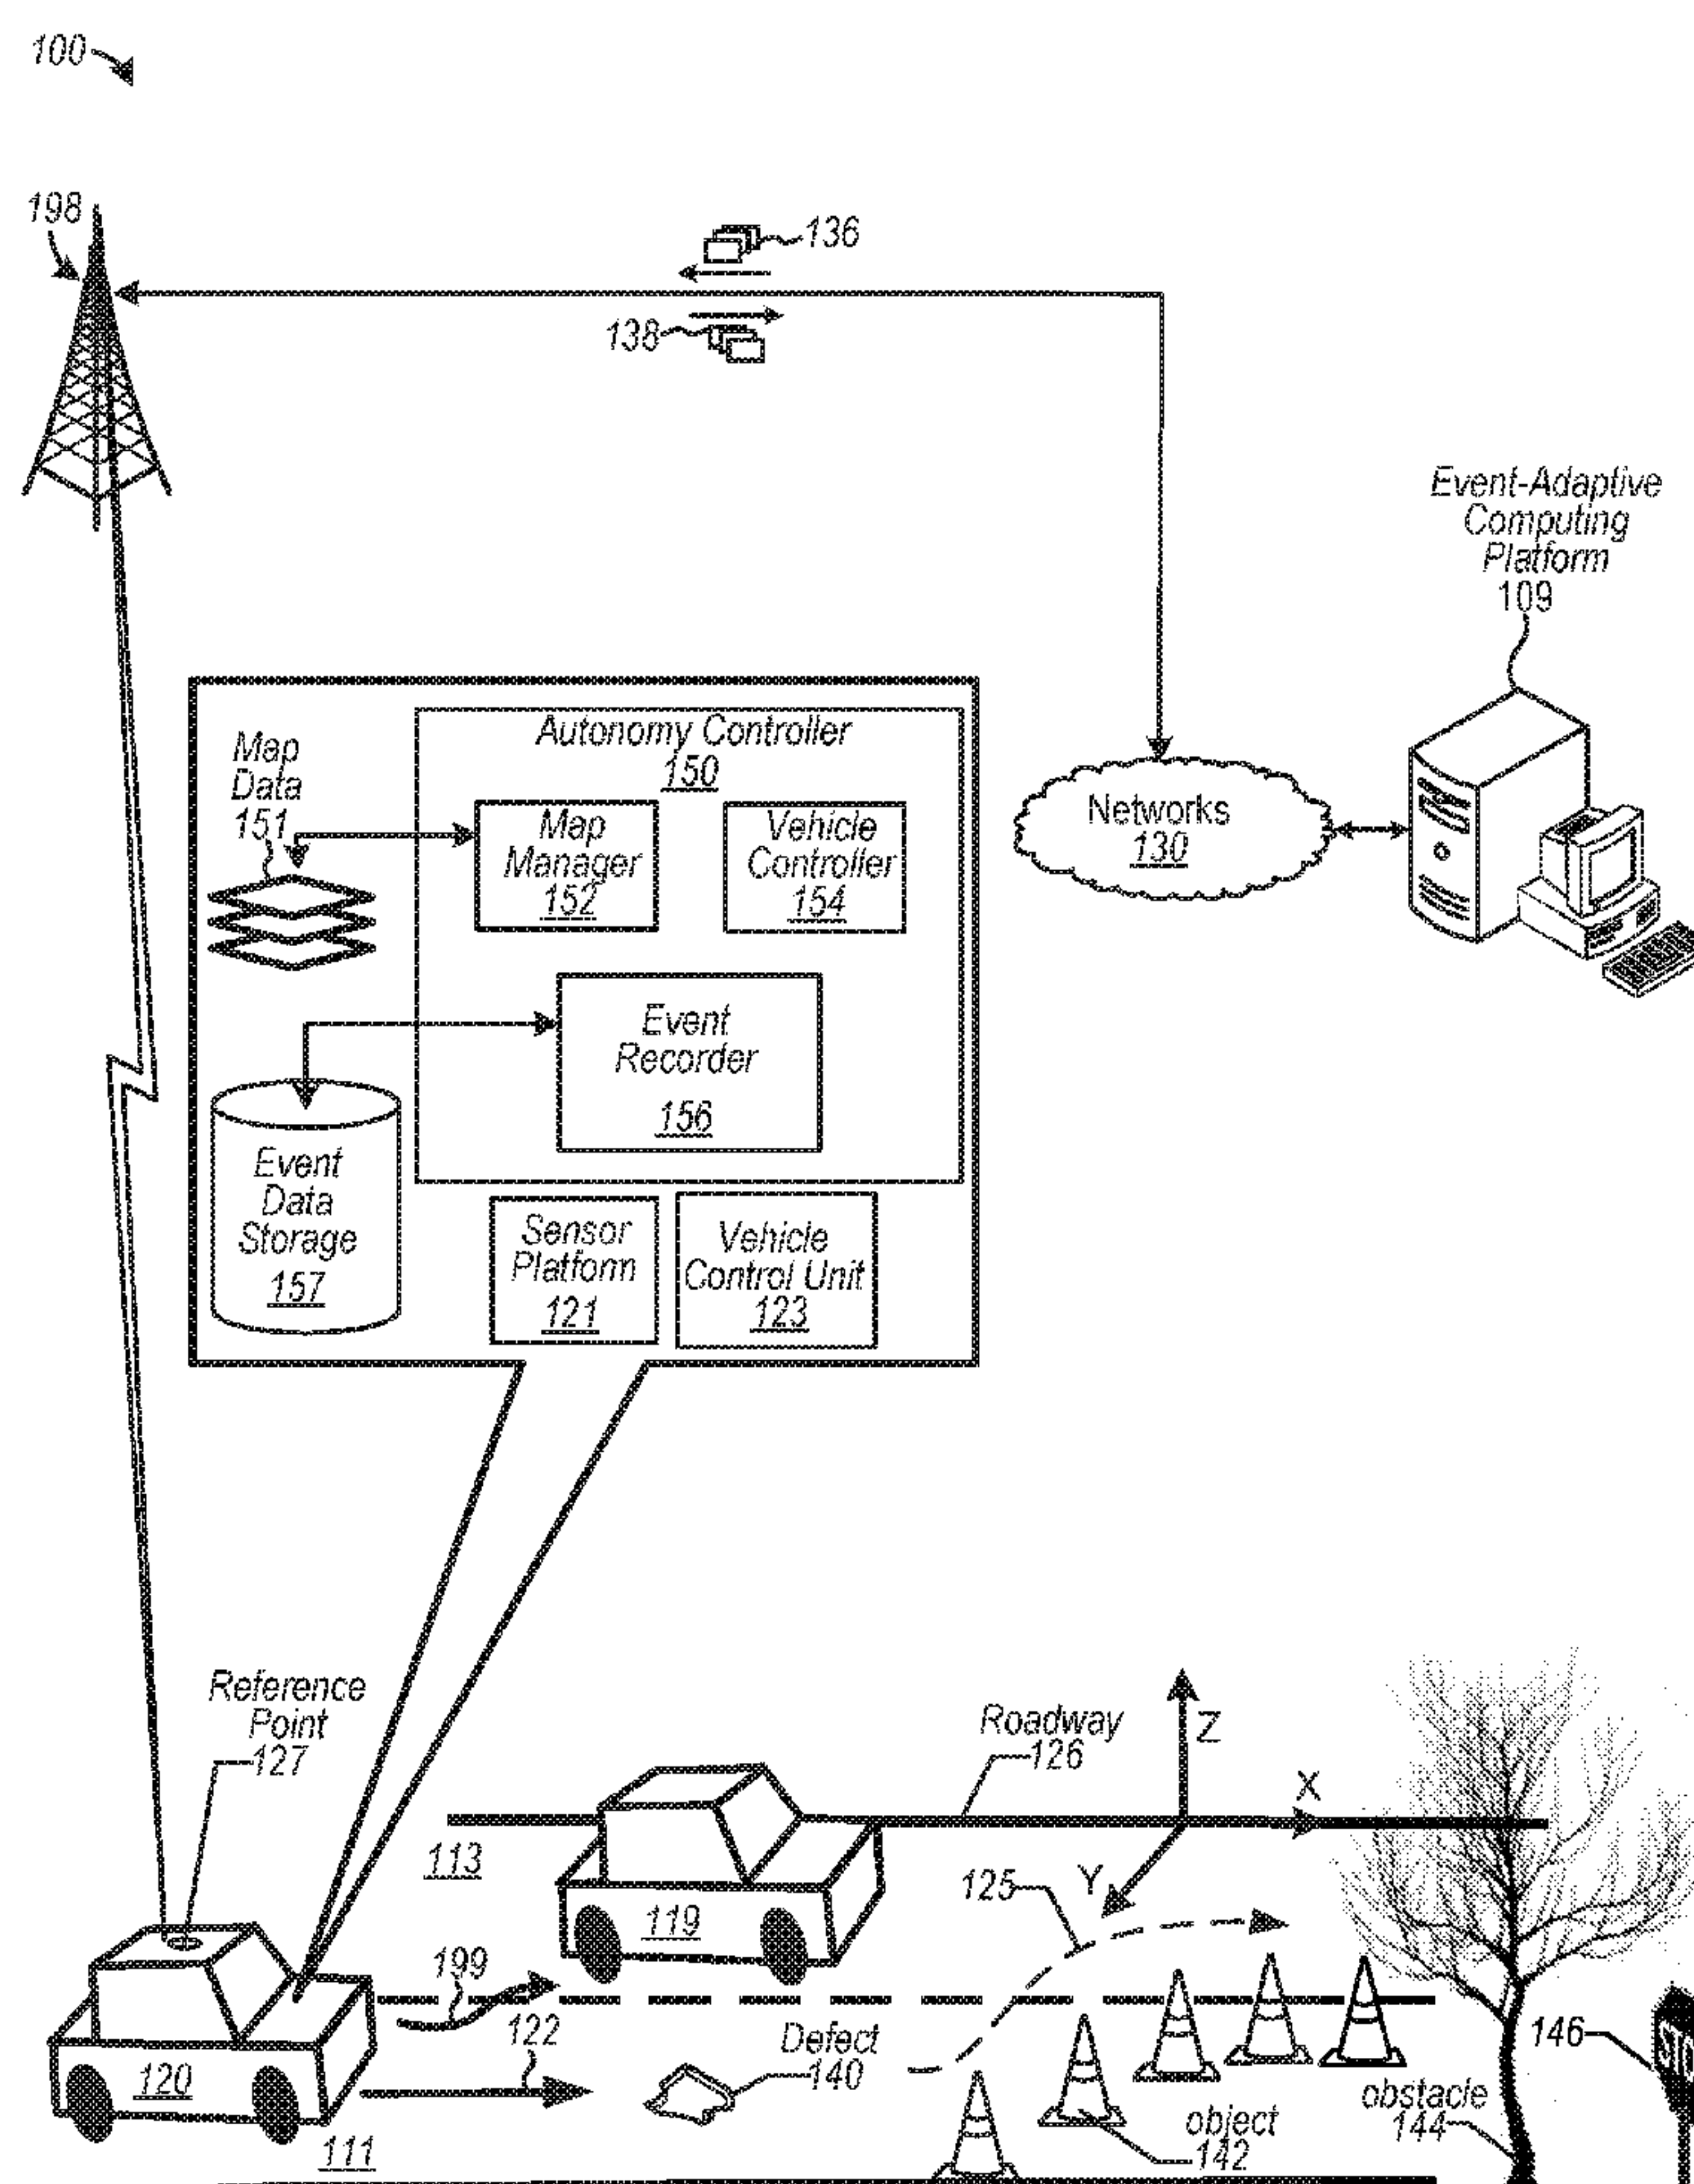 100
198
136
138
Event-Adaptive
Computing
Platform
109
Autonomy Controller
150
Map
Data
151
Map
Manager
152
Vehicle
Controller
154
Networks
130
Event
Recorder
156
Event
Data
Storage
157
Sensor
Platform
121
Vehicle
Control Unit
123
Reference
Point
127
Roadway
126
Z
X
Y
113
125
119
199
122
Defect
140
120
111
object
142
obstacle
144
146